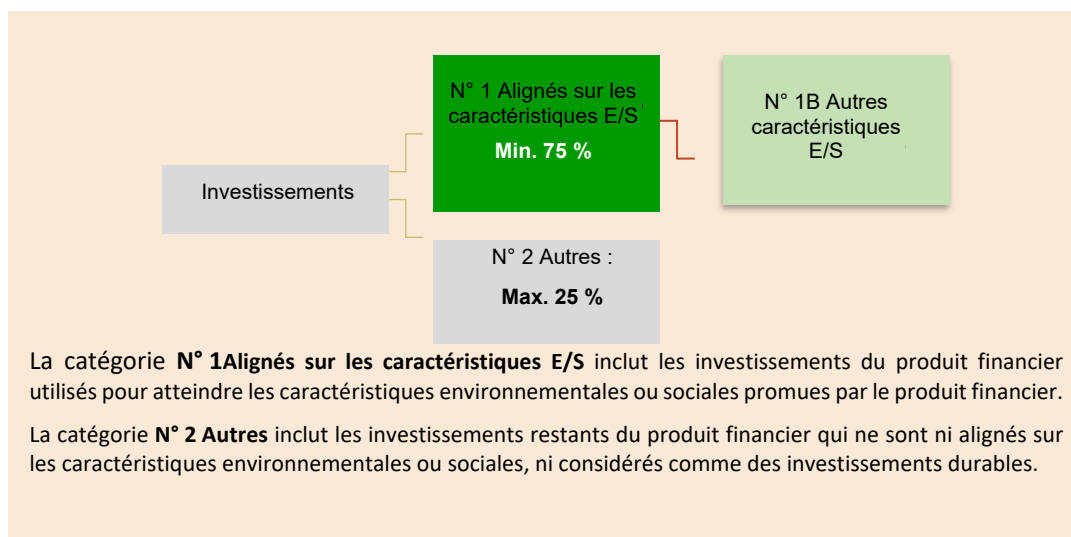 N° 1 Alignés sur les
caractéristiques E/S
Min. 75 %
N° 1B Autres
caractéristiques
E/S
Investissements
N° 2 Autres :
Max. 25 %
La catégorie N° 1Alignés sur les caractéristiques E/S inclut les investissements du produit financier
utilisés pour atteindre les caractéristiques environnementales ou sociales promues par le produit financier.
La catégorie N° 2 Autres inclut les investissements restants du produit financier qui ne sont ni alignés sur
les caractéristiques environnementales ou sociales, ni considérés comme des investissements durables.